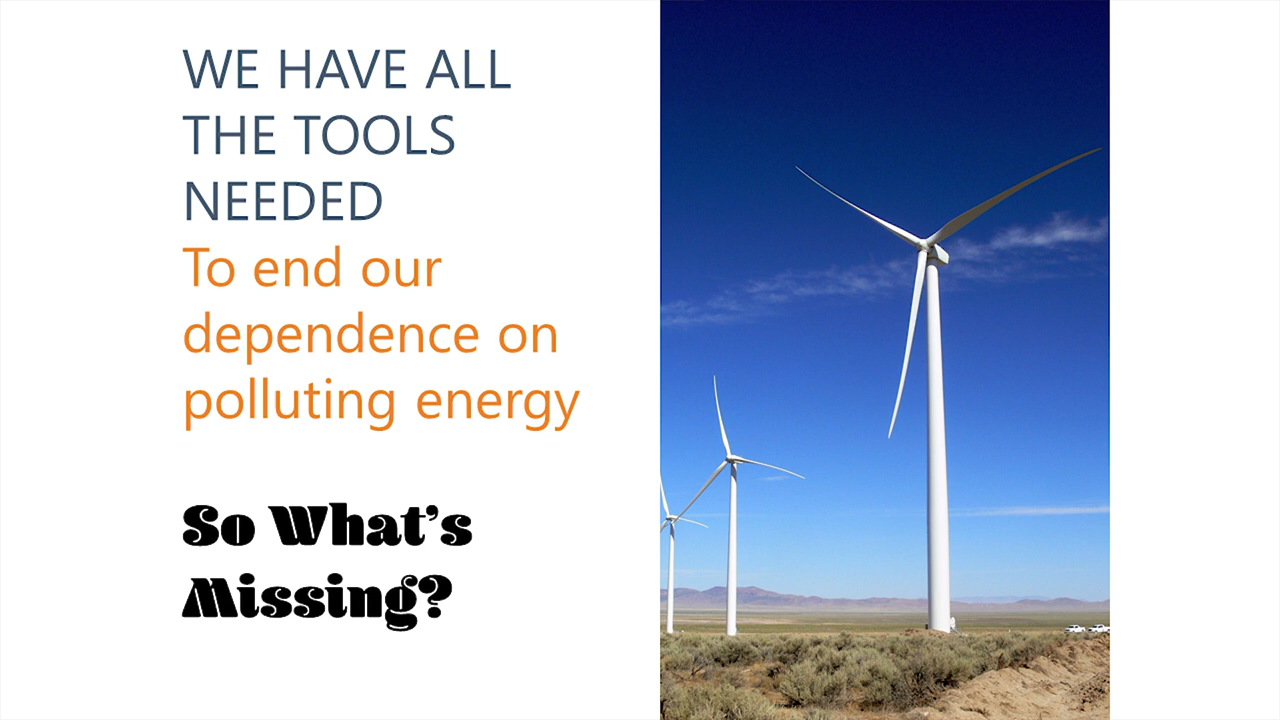 WE HAVE ALL
THE TOOLS
NEEDED
To end our
dependence on
polluting energy
So What's
Missing?